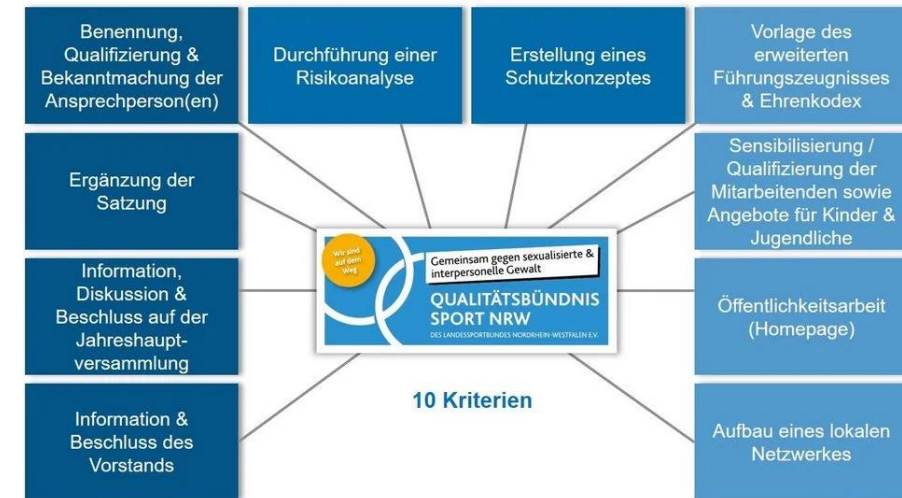 Benennung,
Qualifizierung &
Bekanntmachung der
Ansprechperson(en)
Durchführung einer
Risikoanalyse
Erstellung eines
Schutzkonzeptes
Vorlage des
erweiterten
Führungszeugnisses
& Ehrenkodex
Ergänzung der
Satzung
Sensibilisierung /
Qualifizierung der
Mitarbeitenden sowie
Angebote für Kinder &
Jugendliche
Wir sind
auf dem
Weg
Gemeinsam gegen sexualisierte &
interpersonelle Gewalt
QUALITÄTSBÜNDNIS
SPORT NRW
DES LANDESSPORTBUNDES NORDRHEIN-WESTFALEN E.V.
Information,
Diskussion &
Beschluss auf der
Jahreshaupt-
versammlung
Öffentlichkeitsarbeit
(Homepage)
10 Kriterien
Information &
Beschluss des
Vorstands
Aufbau eines lokalen
Netzwerkes